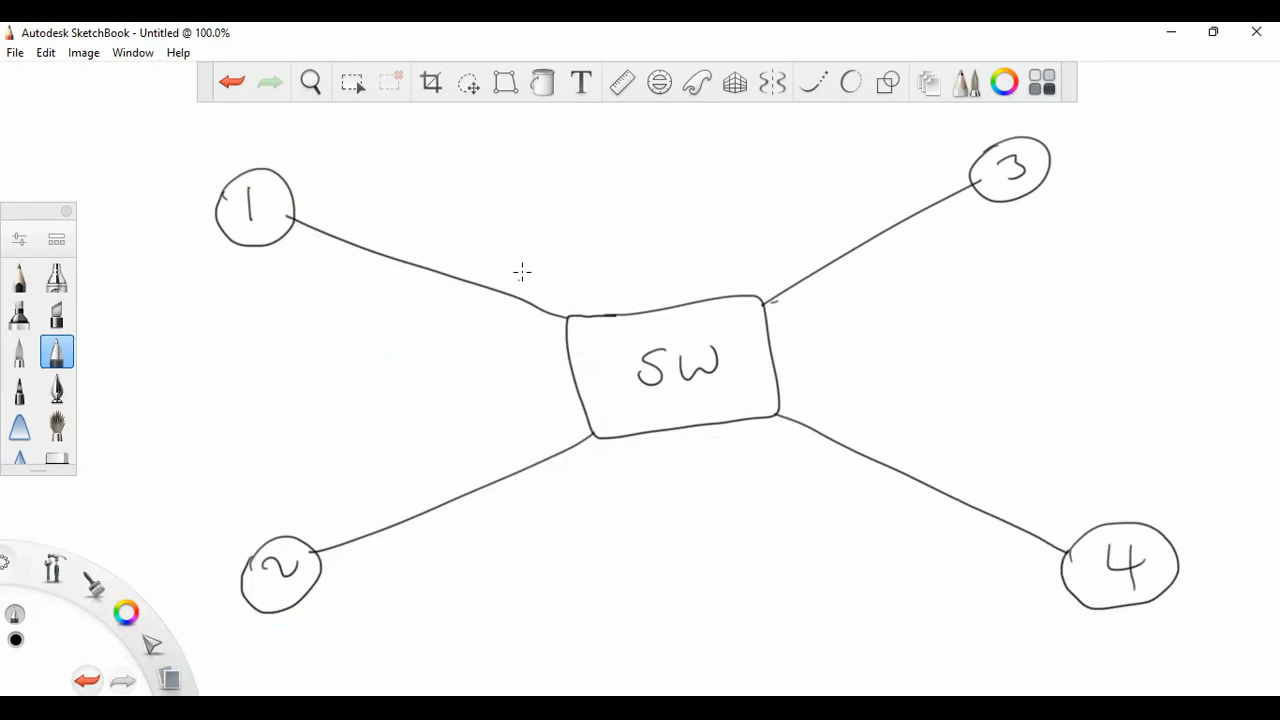 Autodesk SketchBook - Untitled @ 100.0%
File Edit Image Window Help
T
1
3
SW
2
4